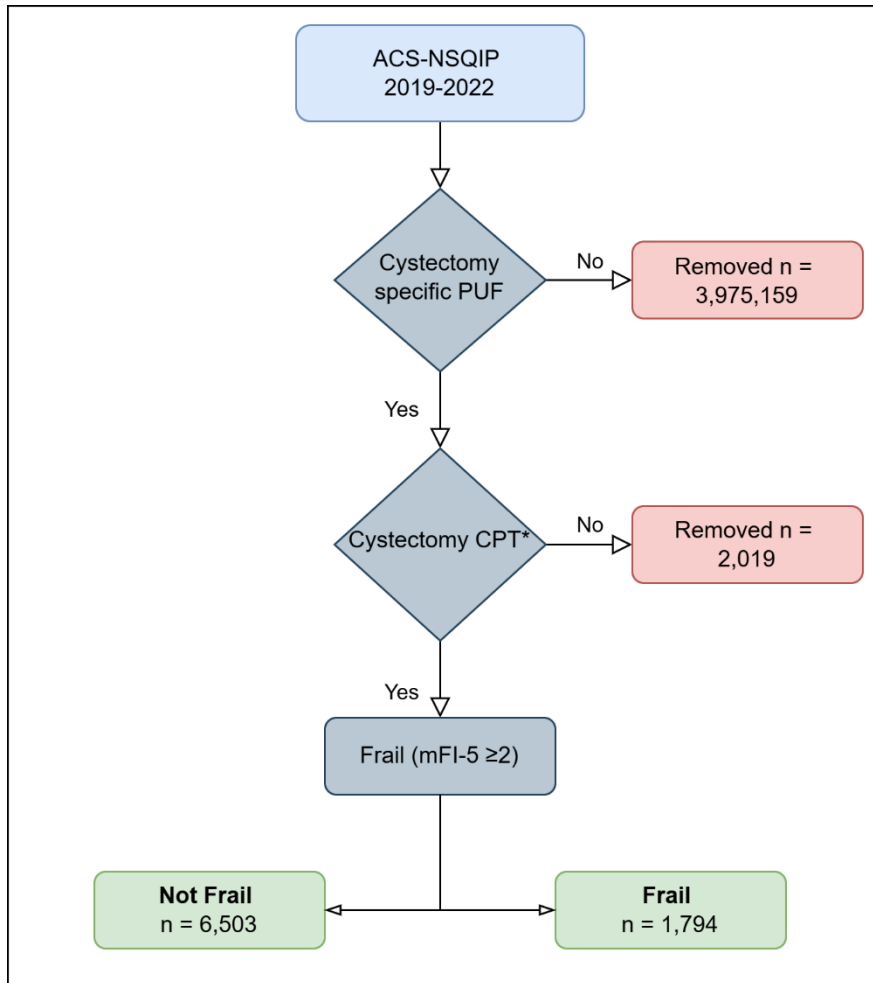 ACS-NSQIP
2019-2022
Cystectomy
specific PUF
No
Removed n =
3,975,159
Yes
Cystectomy CPT*
No
Removed n =
2,019
Yes
Frail (mFI-5 ≥2)
Not Frail
n = 6,503
Frail
n = 1,794